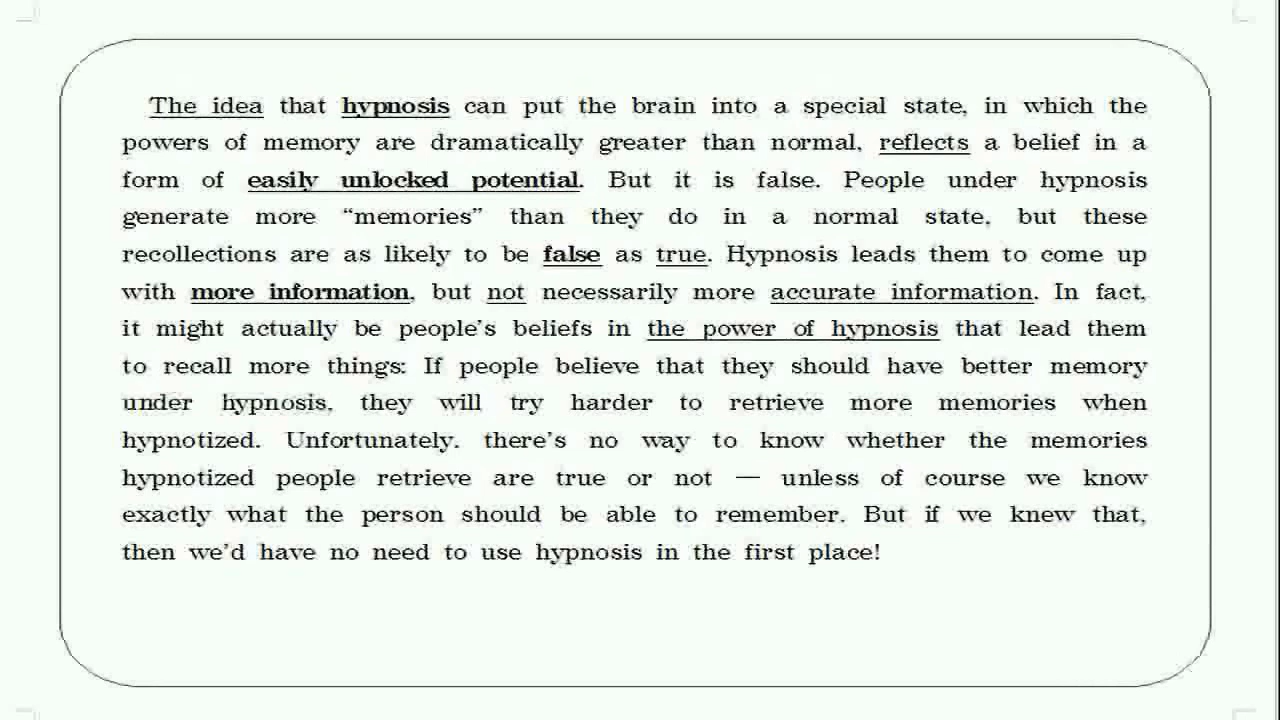 The idea that hypnosis can put the brain into a special state, in which the
powers of memory are dramatically greater than normal, reflects a belief in a
form of easily unlocked potential. But it is false. People under hypnosis
generate more “memories” than they do in a normal state, but these
recollections are as likely to be false as true. Hypnosis leads them to come up
with more information, but not necessarily more accurate information. In fact,
it might actually be people’s beliefs in the power of hypnosis that lead them
to recall more things: If people believe that they should have better memory
under hypnosis, they will try harder to retrieve more memories when
hypnotized. Unfortunately. there’s no way to know whether the memories
hypnotized people retrieve are true or not — unless of course we know
exactly what the person should be able to remember. But if we knew that,
then we’d have no need to use hypnosis in the first place!